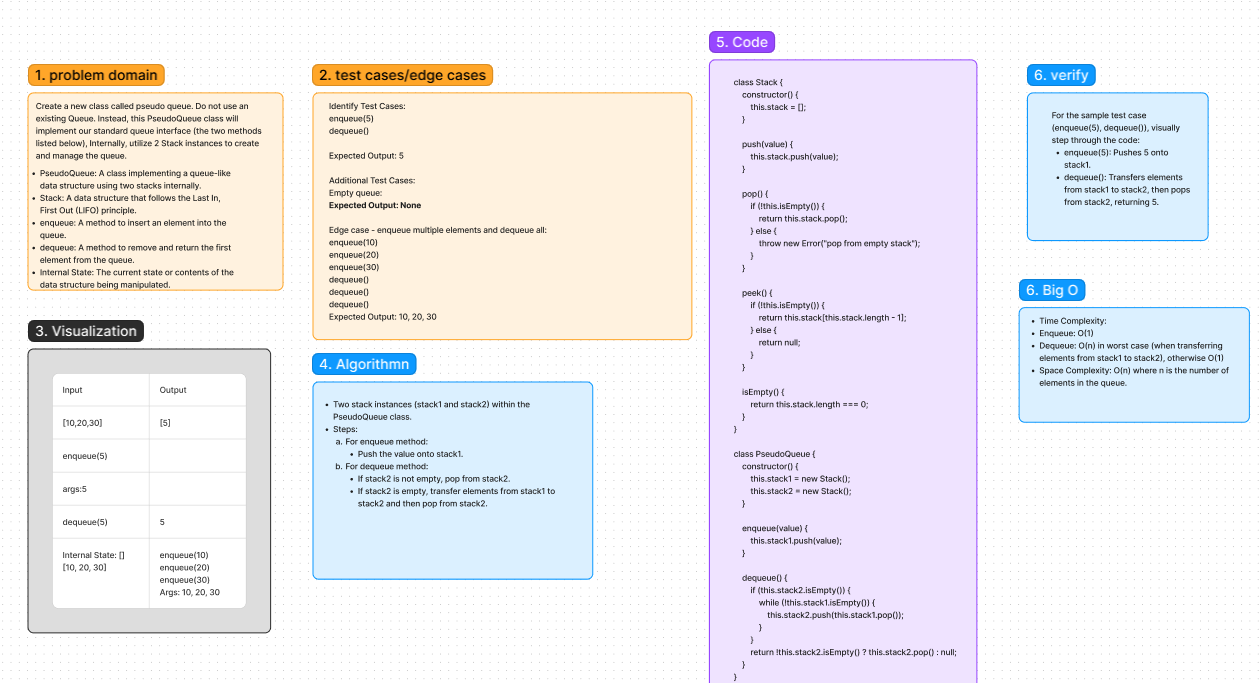 1. problem domain
Create a new class called pseudo queue. Do not use an
existing Queue. Instead, this PseudoQueue class will
implement our standard queue interface (the two methods
listed below), Internally, utilize 2 Stack instances to create
and manage the queue.
• PseudoQueue: A class implementing a queue-like
data structure using two stacks internally.
• Stack: A data structure that follows the Last In,
First Out (LIFO) principle.
• enqueue: A method to insert an element into the
queue.
• dequeue: A method to remove and return the first
element from the queue.
• Internal State: The current state or contents of the
data structure being manipulated.
2. test cases/edge cases
Identify Test Cases:
enqueue(5)
dequeue()
Expected Output: 5
Additional Test Cases:
Empty queue:
Expected Output: None
Edge case - enqueue multiple elements and dequeue all:
enqueue(10)
enqueue(20)
enqueue(30)
dequeue()
dequeue()
dequeue()
Expected Output: 10, 20, 30
3. Visualization
Input Output
[10,20,30] [5]
enqueue(5)
args:5
dequeue(5) 5
Internal State: []
[10, 20, 30]
enqueue(10)
enqueue(20)
enqueue(30)
Args: 10, 20, 30
4. Algorithmn
• Two stack instances (stack1 and stack2) within the
PseudoQueue class.
• Steps:
a. For enqueue method:
• Push the value onto stack1.
b. For dequeue method:
• If stack2 is not empty, pop from stack2.
• If stack2 is empty, transfer elements from stack1 to
stack2 and then pop from stack2.
5. Code
class Stack {
constructor() {
this.stack = [];
}
push(value) {
this.stack.push(value);
}
pop() {
if (!this.isEmpty()) {
return this.stack.pop();
} else {
throw new Error("pop from empty stack");
}
}
peek() {
if (!this.isEmpty()) {
return this.stack[this.stack.length - 1];
} else {
return null;
}
}
isEmpty() {
return this.stack.length === 0;
}
}
class PseudoQueue {
constructor() {
this.stack1 = new Stack();
this.stack2 = new Stack();
}
enqueue(value) {
this.stack1.push(value);
}
dequeue() {
if (this.stack2.isEmpty()) {
while (!this.stack1.isEmpty()) {
this.stack2.push(this.stack1.pop());
}
}
return !this.stack2.isEmpty() ? this.stack2.pop() : null;
}
}
6. verify
For the sample test case
(enqueue(5), dequeue()), visually
step through the code:
• enqueue(5): Pushes 5 onto
stack1.
• dequeue(): Transfers elements
from stack1 to stack2, then pops
from stack2, returning 5.
6. Big O
• Time Complexity:
• Enqueue: O(1)
• Dequeue: O(n) in worst case (when transferring
elements from stack1 to stack2), otherwise O(1)
• Space Complexity: O(n) where n is the number of
elements in the queue.